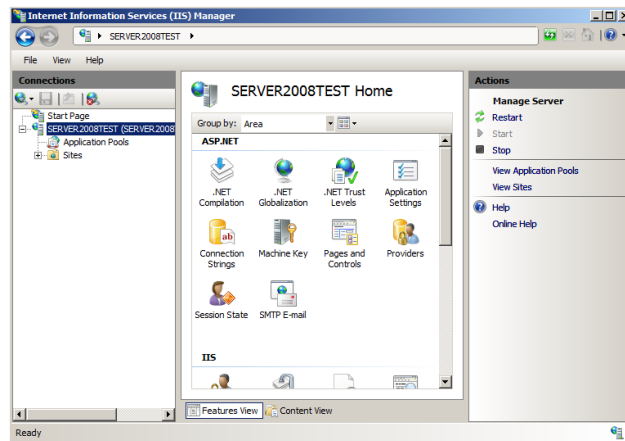 Internet Information Services (IIS) Manager
SERVER2008TEST
File View Help
Connections
Start Page
SERVER2008TEST (SERVER2008
Application Pools
Sites
SERVER2008TEST Home
Group by: Area
ASP.NET
.NET Compilation
.NET Globalization
.NET Trust Levels
Application Settings
Connection Strings
Machine Key
Pages and Controls
Providers
Session State
SMTP E-mail
IIS
Features View
Content View
Actions
Manage Server
Restart
Start
Stop
View Application Pools
View Sites
Help
Online Help
Ready